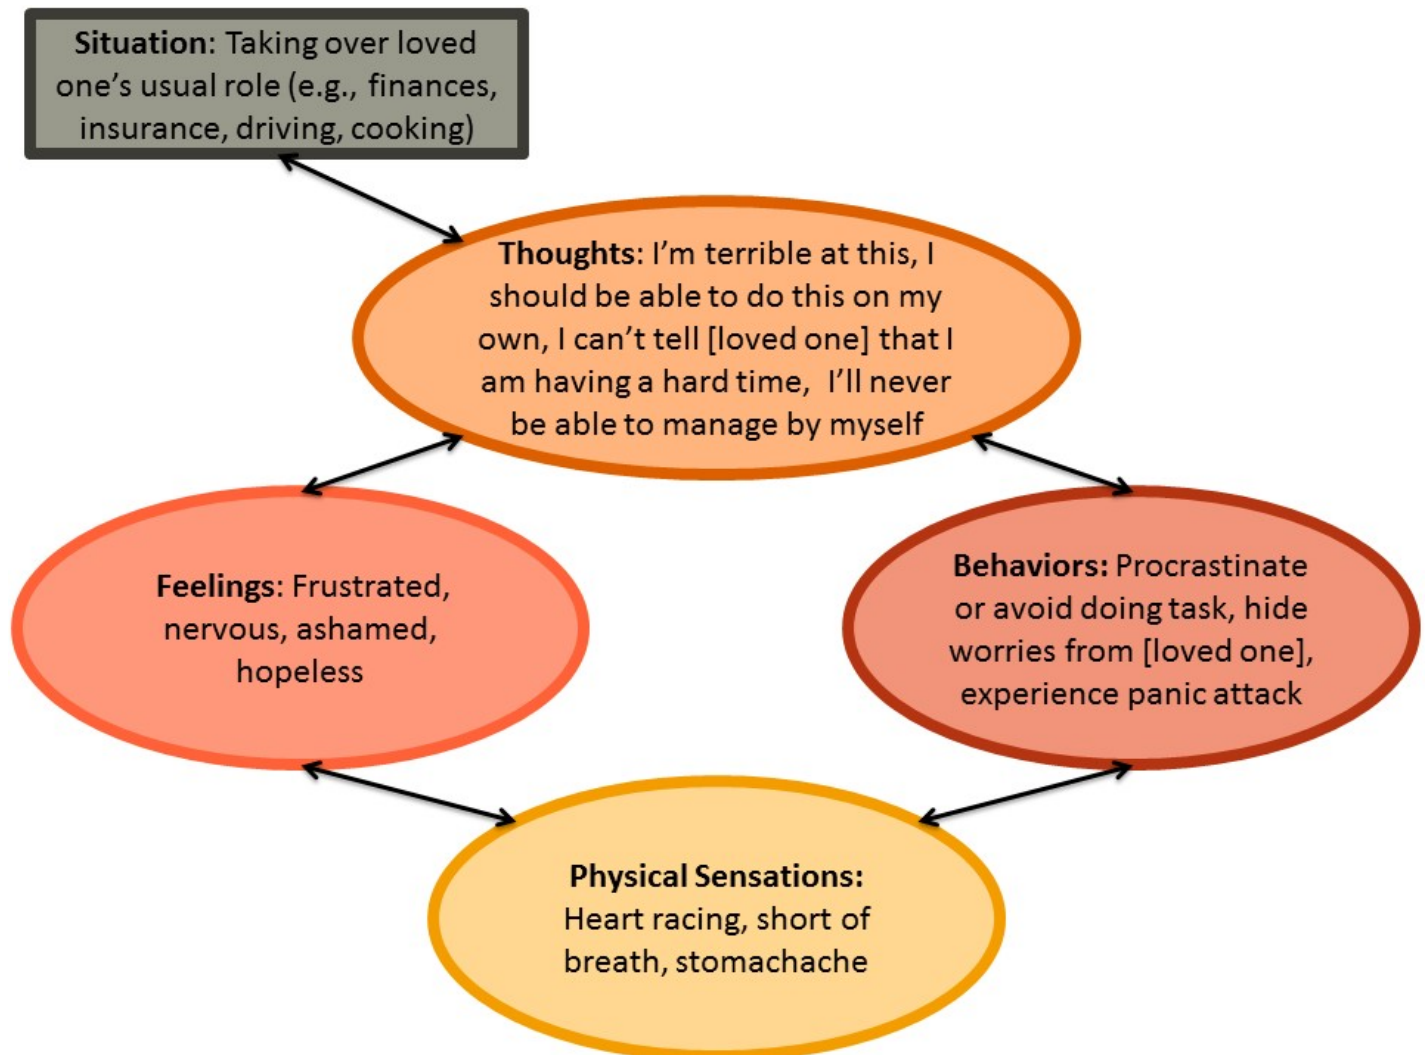 Situation: Taking over loved
one’s usual role (e.g., finances,
insurance, driving, cooking)
Thoughts: I’m terrible at this, I
should be able to do this on my
own, I can’t tell [loved one] that I
am having a hard time,  I’ll never
be able to manage by myself
Feelings: Frustrated,
nervous, ashamed,
hopeless
Behaviors: Procrastinate
or avoid doing task, hide
worries from [loved one],
experience panic attack
Physical Sensations:
Heart racing, short of
breath, stomachache